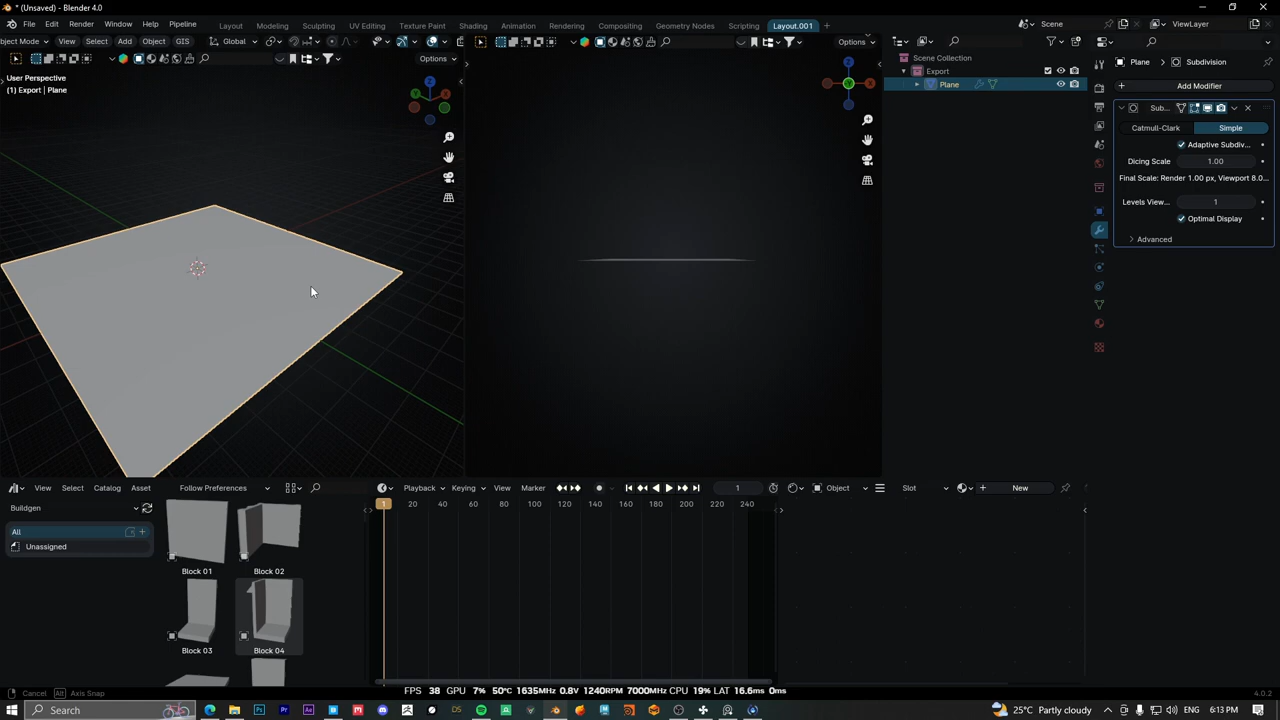 * (Unsaved) - Blender 4.0
File Edit Render Window Help Pipeline Layout Modeling Sculpting UV Editing Texture Paint Shading Animation Rendering Compositing Geometry Nodes Scripting Layout.001 + Scene ViewLayer
bject Mode View Select Add Object GIS Global
Options
Options
User Perspective
(1) Export | Plane
Scene Collection
Export
Plane
Plane > Subdivision
+ Add Modifier
Sub...
Catmull-Clark Simple
Adaptive Subdiv...
Dicing Scale 1.00
Final Scale: Render 1.00 px, Viewport 8.0...
Levels View... 1
Optimal Display
Advanced
View Select Catalog Asset Follow Preferences
Buildgen
All
Unassigned
Block 01 Block 02
Block 03 Block 04
Playback Keying View Marker 1
1 20 40 60 80 100 120 140 160 180 200 220 240
Object Slot + New
Cancel Alt Axis Snap
FPS 38 GPU 7% 50°C 1635MHz 0.8V 1240RPM 7000MHz CPU 19% LAT 16.6ms 0ms
4.0.2
Search
25°C Partly cloudy ENG 6:13 PM